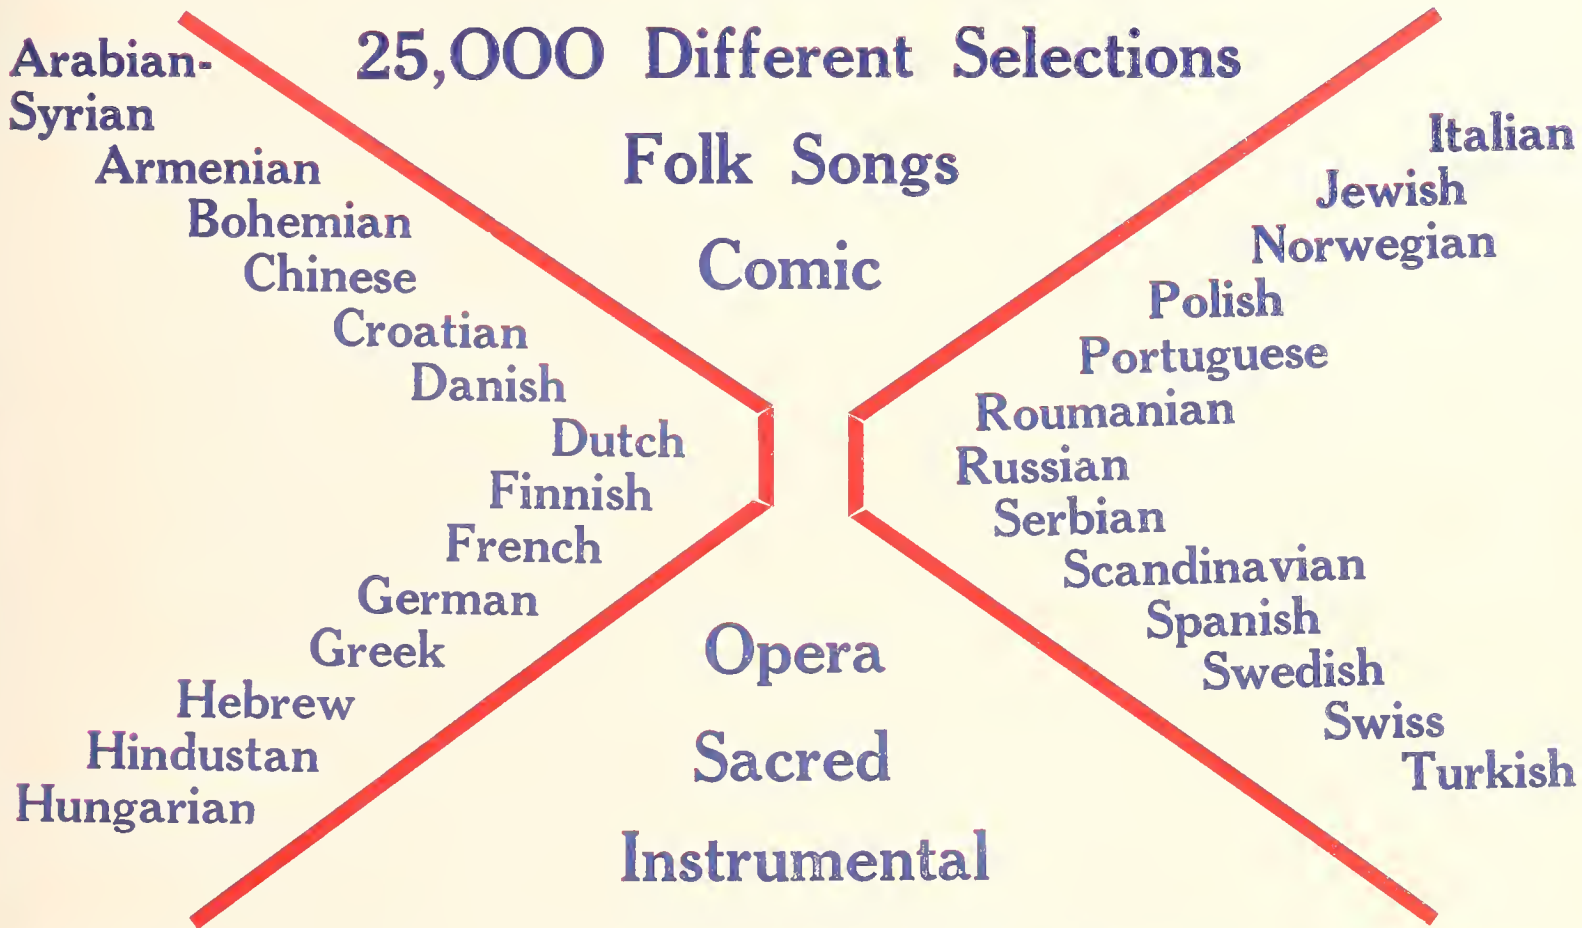 25,000 Different Selections
Folk Songs
Comic
Arabian-
Syrian
Armenian
Bohemian
Chinese
Croatian
Danish
Dutch
Finnish
French
German
Greek
Hebrew
Hindustan
Hungarian
Italian
Jewish
Norwegian
Polish
Portuguese
Roumanian
Russian
Serbian
Scandinavian
Spanish
Swedish
Swiss
Turkish
Opera
Sacred
Instrumental